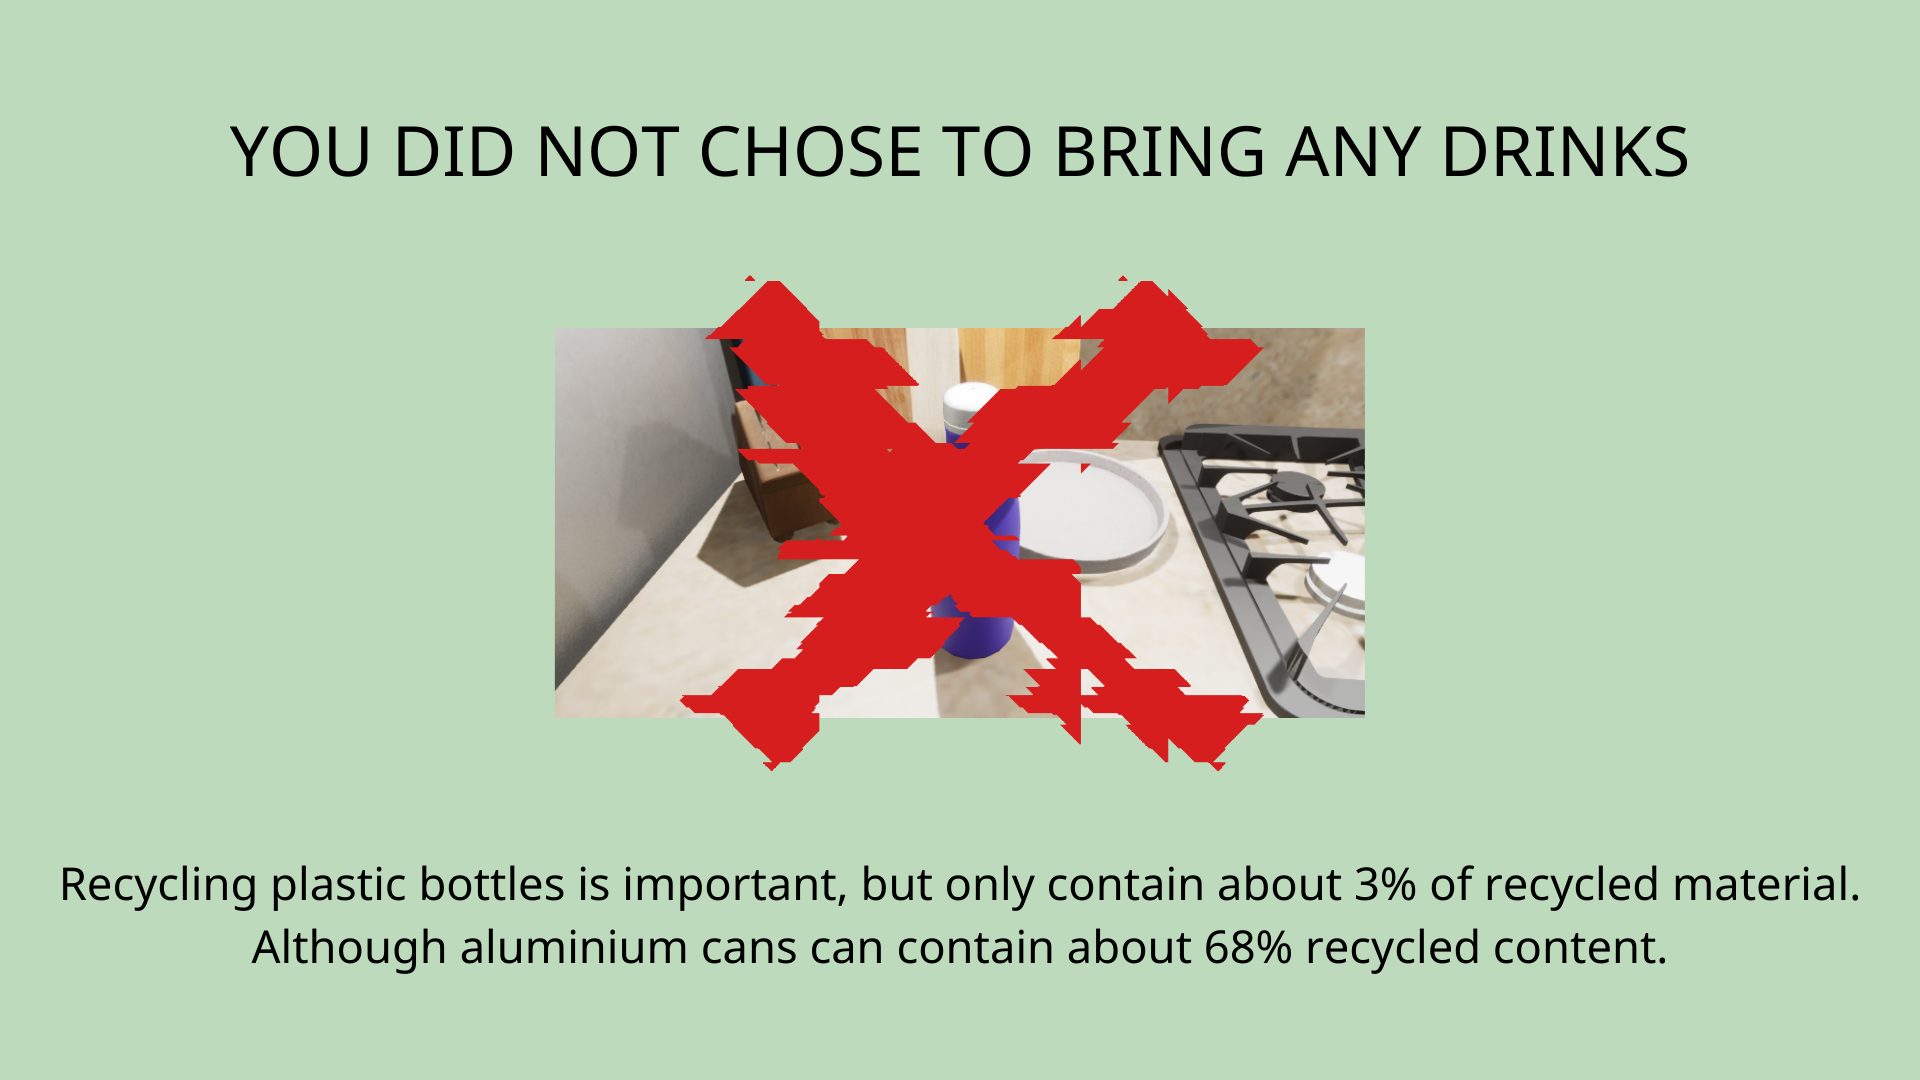 YOU DID NOT CHOSE TO BRING ANY DRINKS
Recycling plastic bottles is important, but only contain about 3% of recycled material.
Although aluminium cans can contain about 68% recycled content.